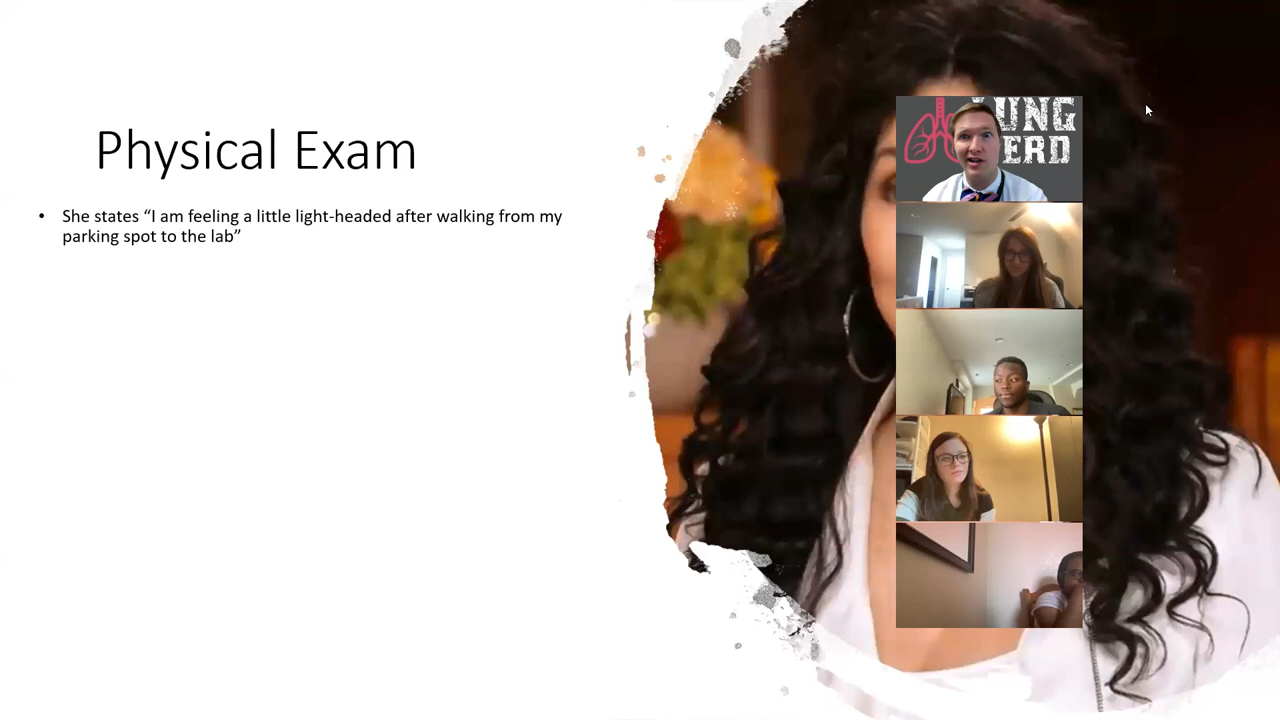 Physical Exam
• She states “I am feeling a little light-headed after walking from my
parking spot to the lab”
UNG
ERD